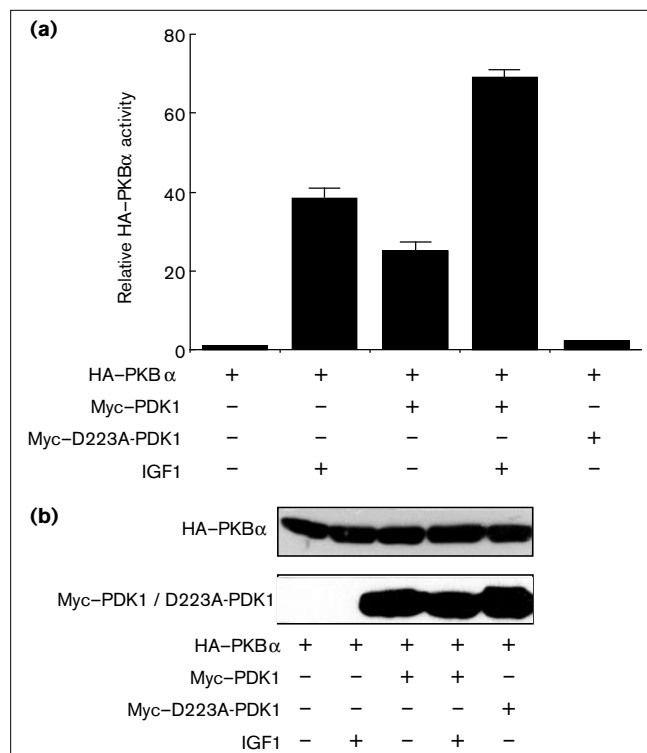 (a)
Relative HA–PKBα activity
80
60
40
20
0
HA–PKBα + + + + +
Myc–PDK1 – – + + –
Myc–D223A-PDK1 – – – – +
IGF1 – + – + –
(b)
HA–PKBα
Myc–PDK1 / D223A-PDK1
HA–PKBα + + + + +
Myc–PDK1 – – + + –
Myc–D223A-PDK1 – – – – +
IGF1 – + – + –